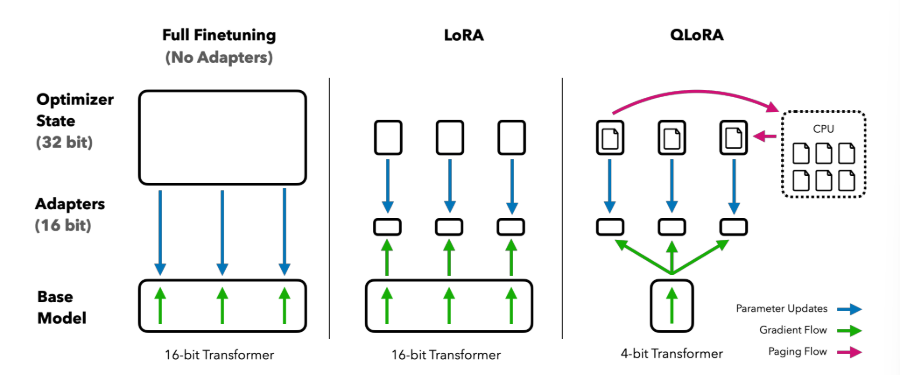 Full Finetuning
(No Adapters)
LoRA
QLoRA
Optimizer
State
(32 bit)
CPU
Adapters
(16 bit)
Base
Model
Parameter Updates
Gradient Flow
Paging Flow
16-bit Transformer
16-bit Transformer
4-bit Transformer